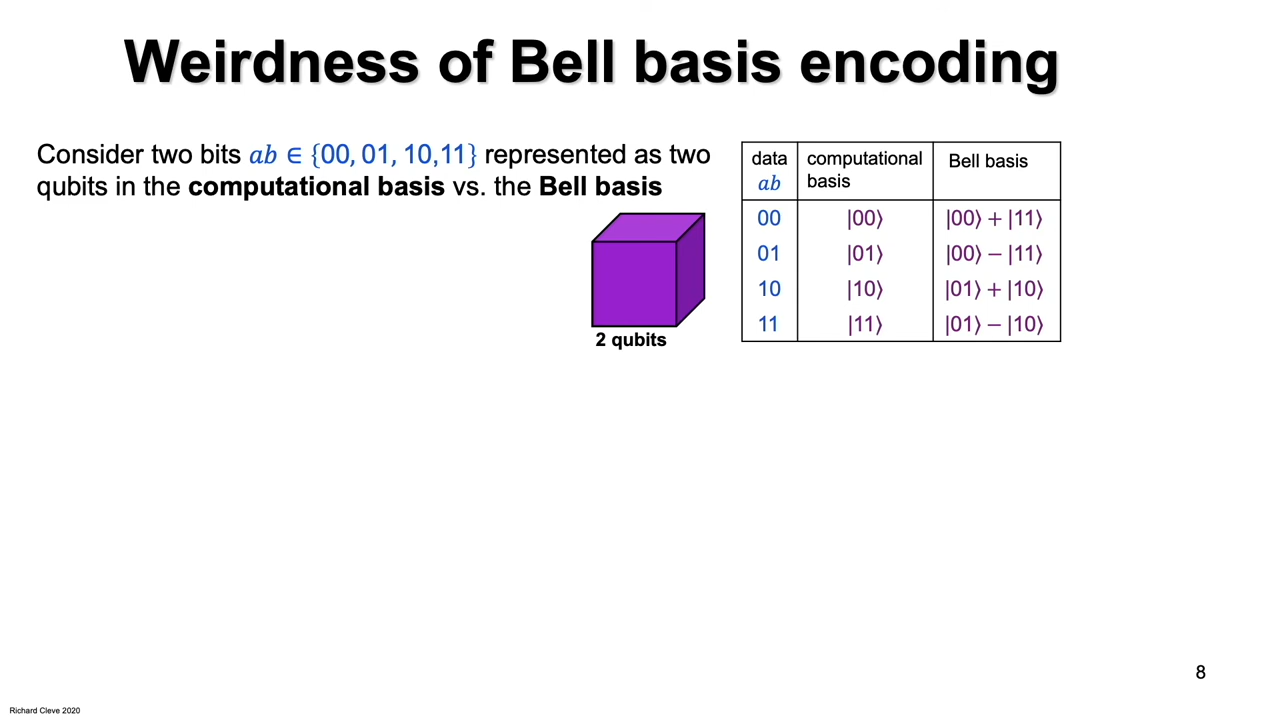 Weirdness of Bell basis encoding
Consider two bits ab ∈ {00, 01, 10,11} represented as two
qubits in the computational basis vs. the Bell basis
2 qubits
data ab computational basis Bell basis
00 |00⟩ |00⟩ + |11⟩
01 |01⟩ |00⟩ − |11⟩
10 |10⟩ |01⟩ + |10⟩
11 |11⟩ |01⟩ − |10⟩
8
Richard Cleve 2020